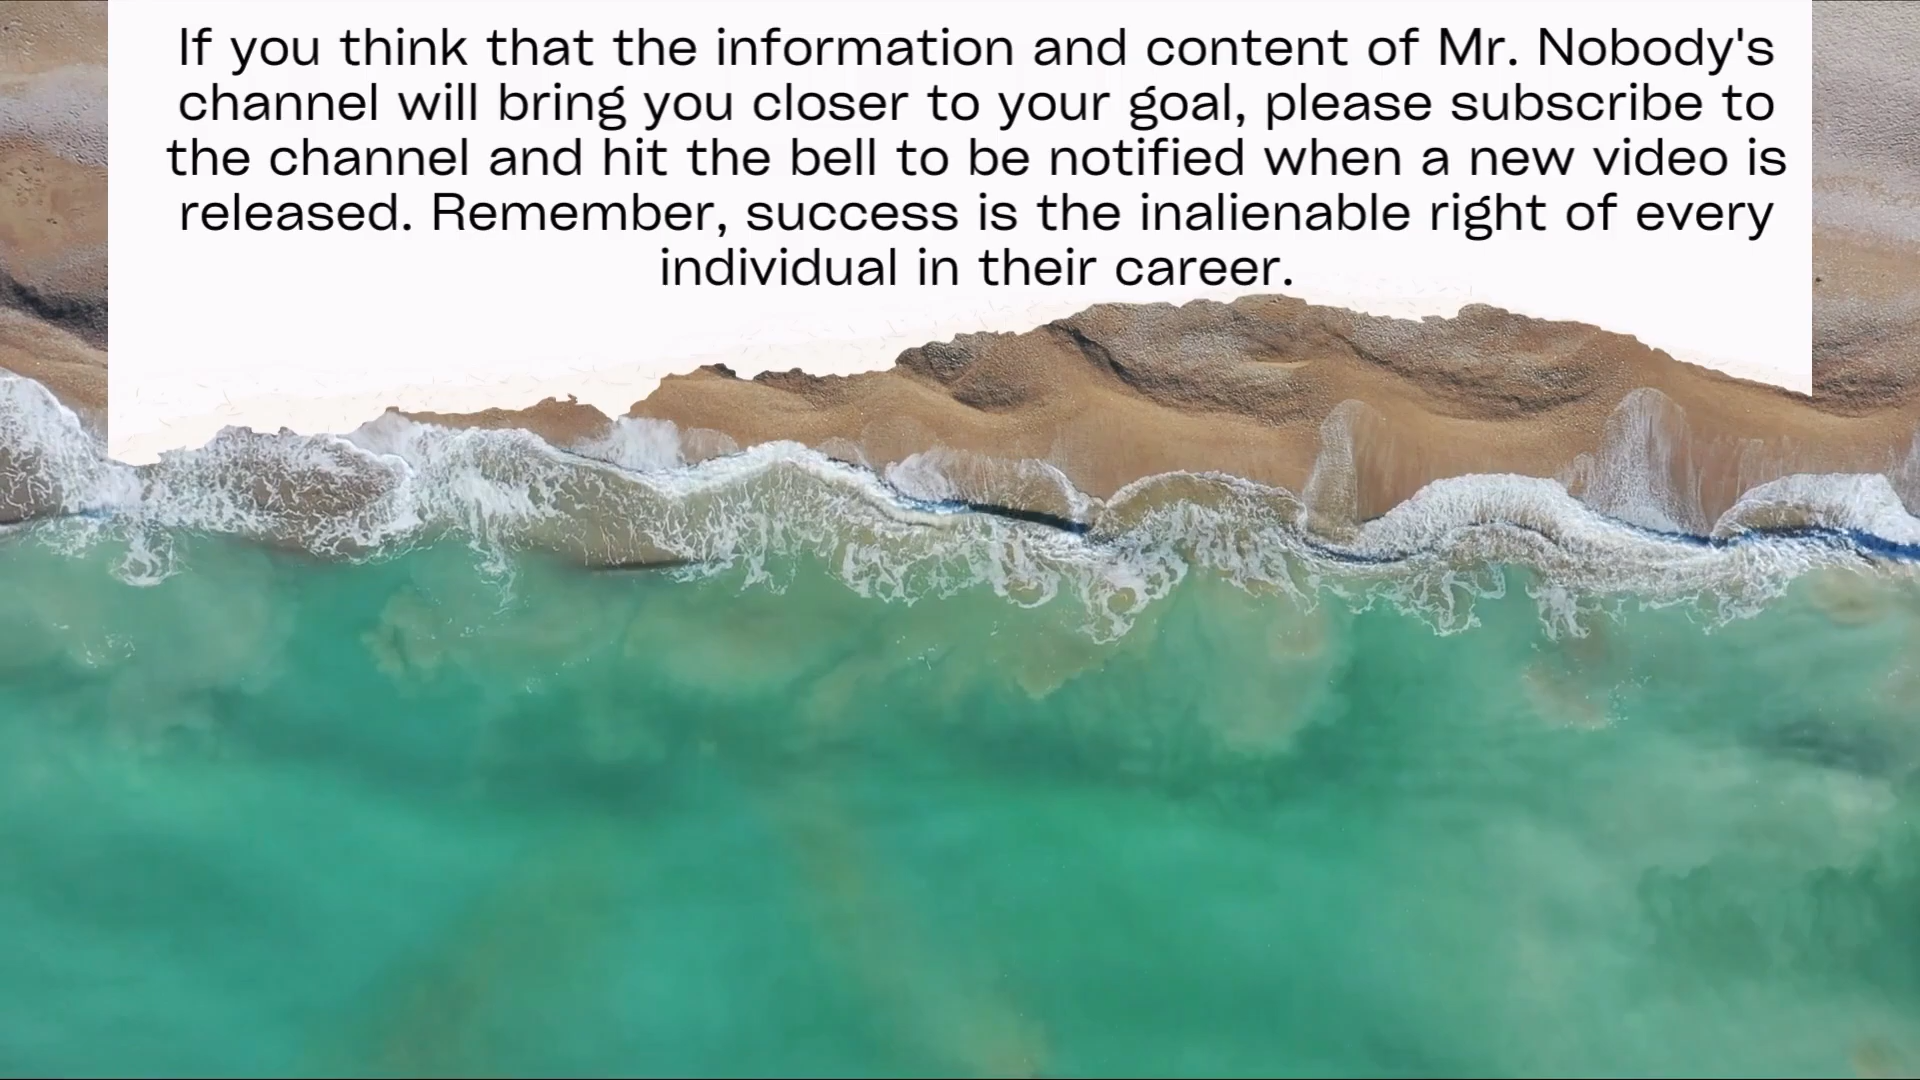 If you think that the information and content of Mr. Nobody's
channel will bring you closer to your goal, please subscribe to
the channel and hit the bell to be notified when a new video is
released. Remember, success is the inalienable right of every
individual in their career.